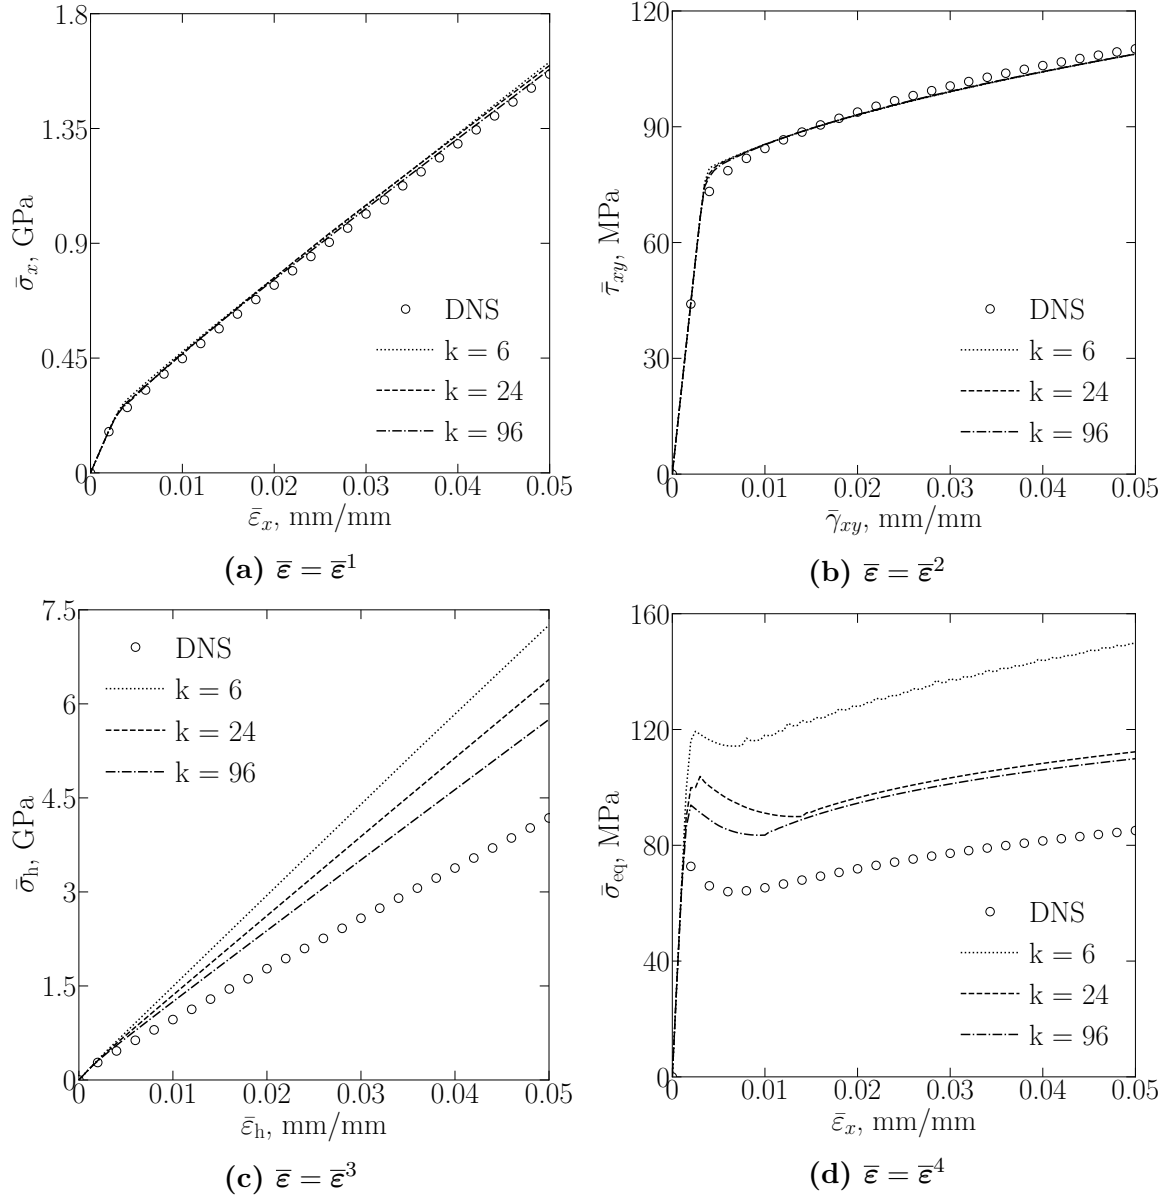 1.8
1.35
0.9
0.45
0
σ̄ₓ, GPa
DNS
k = 6
k = 24
k = 96
0 0.01 0.02 0.03 0.04 0.05
ε̄ₓ, mm/mm
(a) ε̄ = ε̄¹
120
90
60
30
0
τ̄ₓᵧ, MPa
DNS
k = 6
k = 24
k = 96
0 0.01 0.02 0.03 0.04 0.05
γ̄ₓᵧ, mm/mm
(b) ε̄ = ε̄²
7.5
6
4.5
3
1.5
0
σ̄ₕ, GPa
DNS
k = 6
k = 24
k = 96
0 0.01 0.02 0.03 0.04 0.05
ε̄ₕ, mm/mm
(c) ε̄ = ε̄³
160
120
80
40
0
σ̄_eq, MPa
DNS
k = 6
k = 24
k = 96
0 0.01 0.02 0.03 0.04 0.05
ε̄ₓ, mm/mm
(d) ε̄ = ε̄⁴